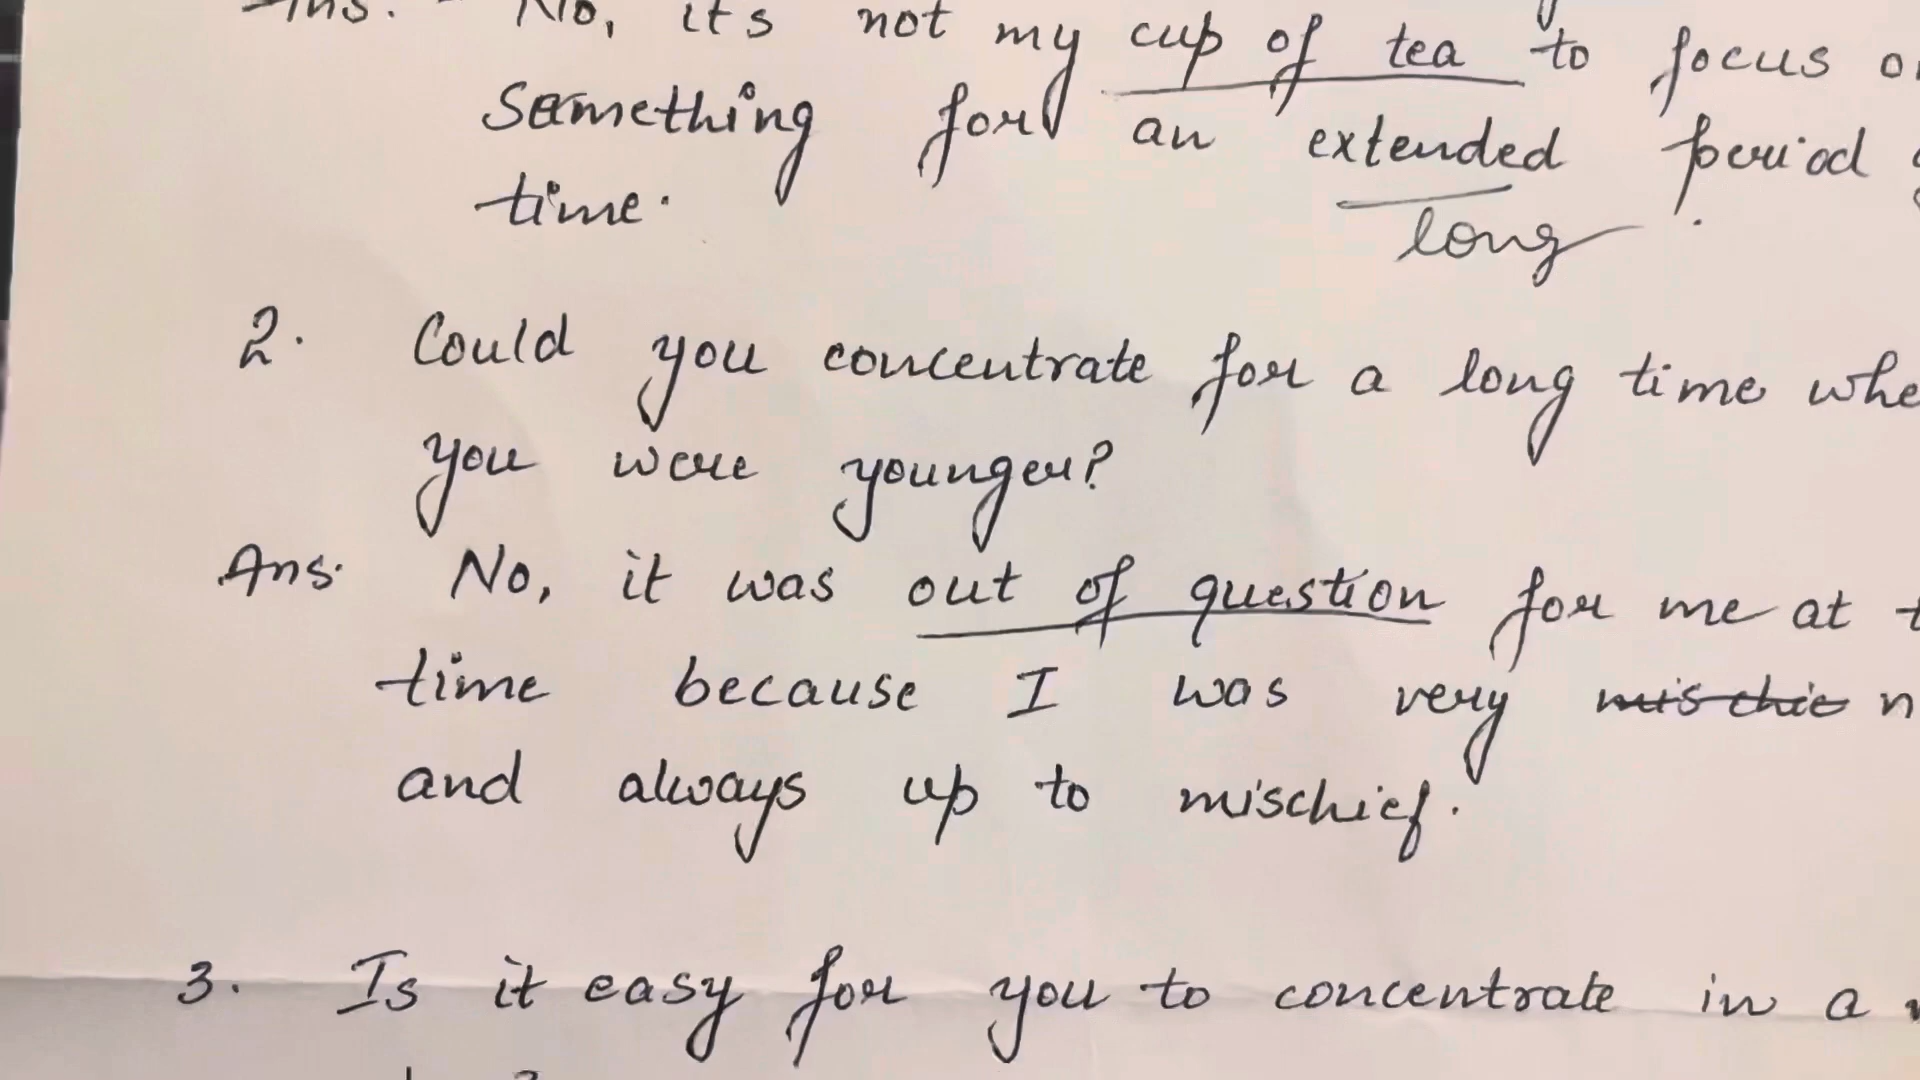 Ans. - No, its not my cup of tea to focus
Something for an extended period
long
time.
2. Could you concentrate for a long time
you were younger?
Ans. No, it was out of question for me at
time because I was very
and always up to mischief.
3. Is it easy for you to concentrate in a